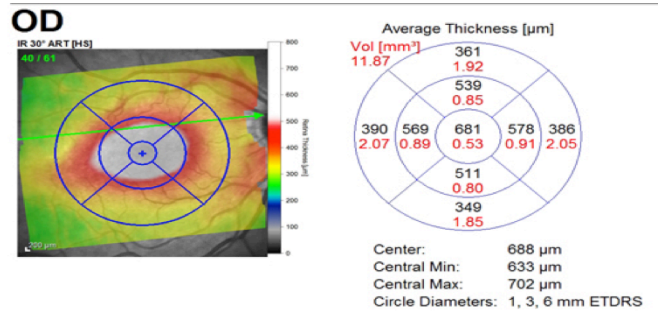 OD
IR 30° ART [HS]
40 / 61
800
700
600
500
400
300
200
100
0
Retina Thickness [µm]
200 µm
Average Thickness [µm]
Vol [mm³]
11.87
361
1.92
539
0.85
390
2.07
569
0.89
681
0.53
578
0.91
386
2.05
511
0.80
349
1.85
Center: 688 µm
Central Min: 633 µm
Central Max: 702 µm
Circle Diameters: 1, 3, 6 mm ETDRS